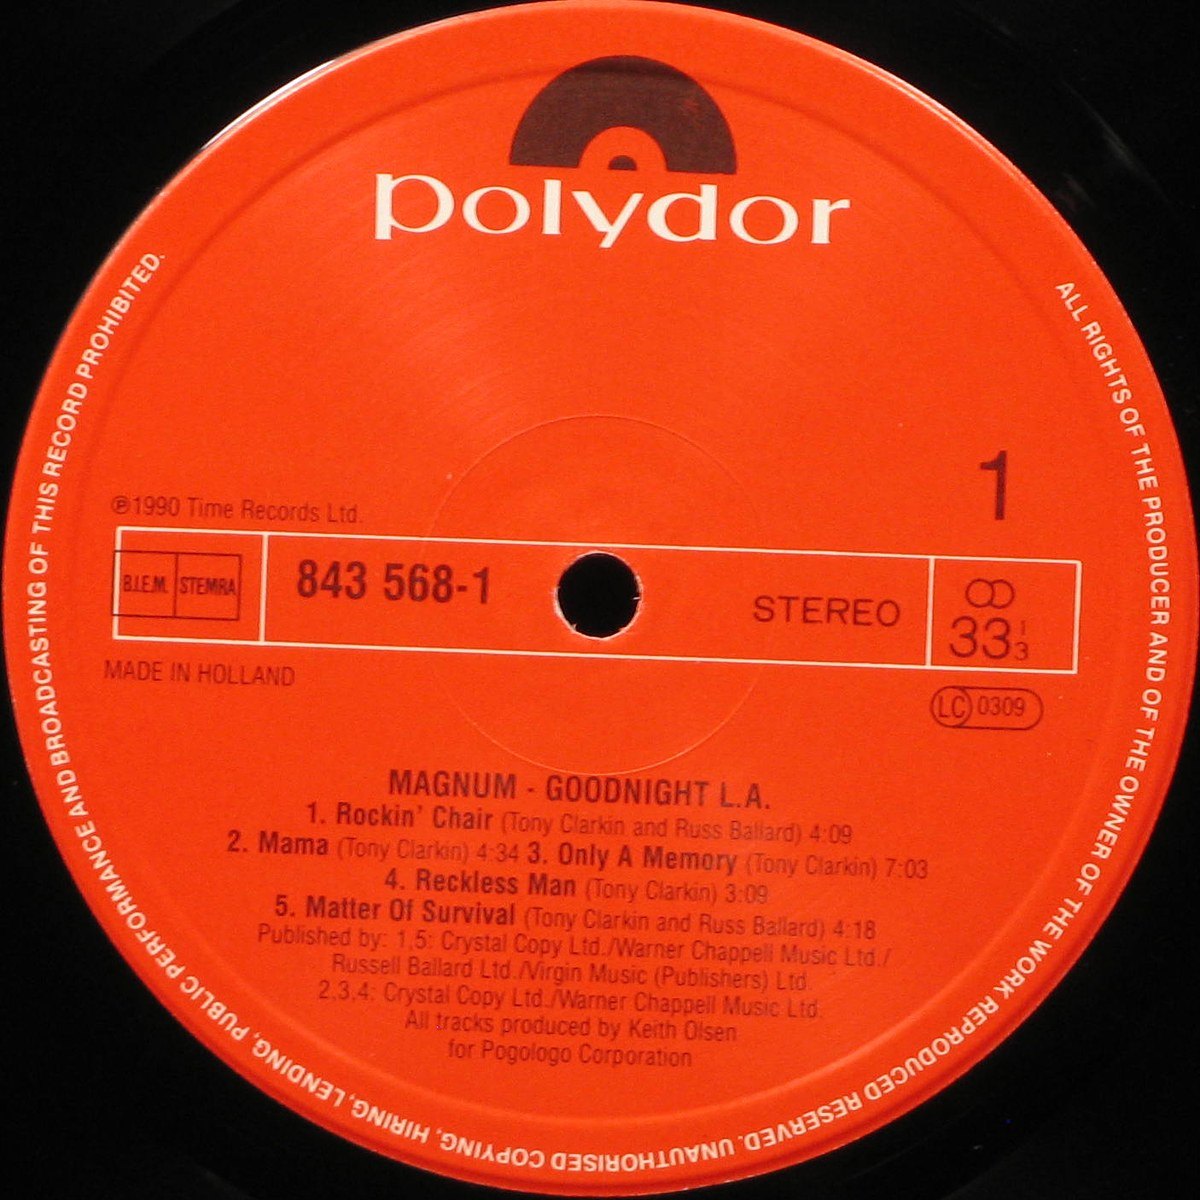 polydor
1
℗1990 Time Records Ltd.
B.I.E.M. STEMRA
843 568-1
STEREO
33 1/3
MADE IN HOLLAND
LC 0309
MAGNUM - GOODNIGHT L.A.
1. Rockin' Chair (Tony Clarkin and Russ Ballard) 4:09
2. Mama (Tony Clarkin) 4:34 3. Only A Memory (Tony Clarkin) 7:03
4. Reckless Man (Tony Clarkin) 3:09
5. Matter Of Survival (Tony Clarkin and Russ Ballard) 4:18
Published by: 1,5: Crystal Copy Ltd./Warner Chappell Music Ltd./
Russell Ballard Ltd./Virgin Music (Publishers) Ltd.
2,3,4: Crystal Copy Ltd./Warner Chappell Music Ltd.
All tracks produced by Keith Olsen
for Pogologo Corporation
ALL RIGHTS OF THE PRODUCER AND OF THE OWNER OF THE WORK REPRODUCED RESERVED. UNAUTHORISED COPYING, HIRING, LENDING, PUBLIC PERFORMANCE AND BROADCASTING OF THIS RECORD PROHIBITED.